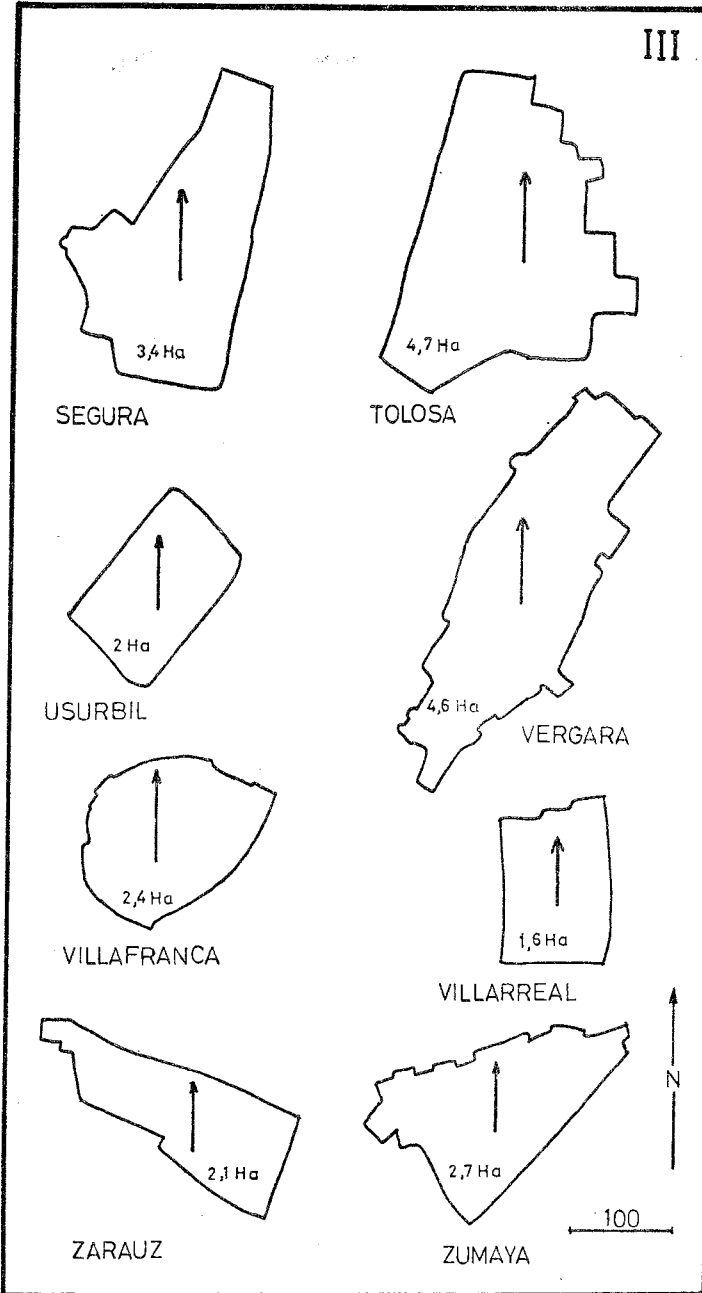 III
3,4 Ha
SEGURA
4,7 Ha
TOLOSA
2 Ha
USURBIL
4,6 Ha
VERGARA
2,4 Ha
VILLAFRANCA
1,6 Ha
VILLARREAL
2,1 Ha
ZARAUZ
2,7 Ha
ZUMAYA
N
100